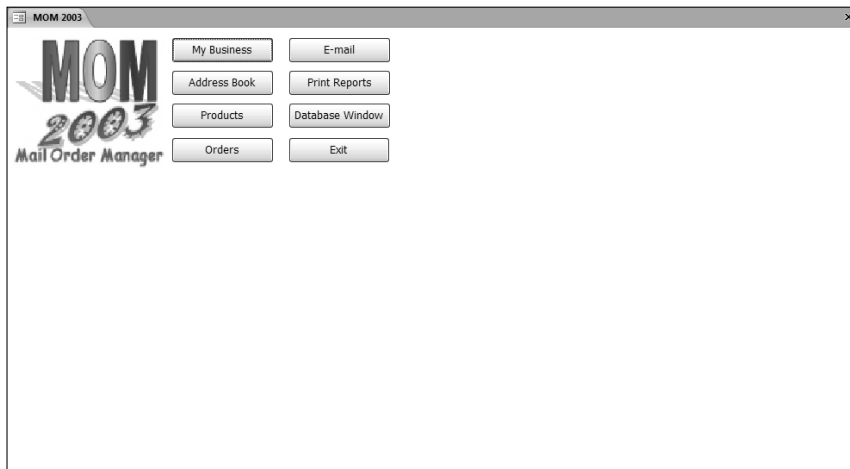 MOM 2003
MOM
2003
Mail Order Manager
My Business
E-mail
Address Book
Print Reports
Products
Database Window
Orders
Exit